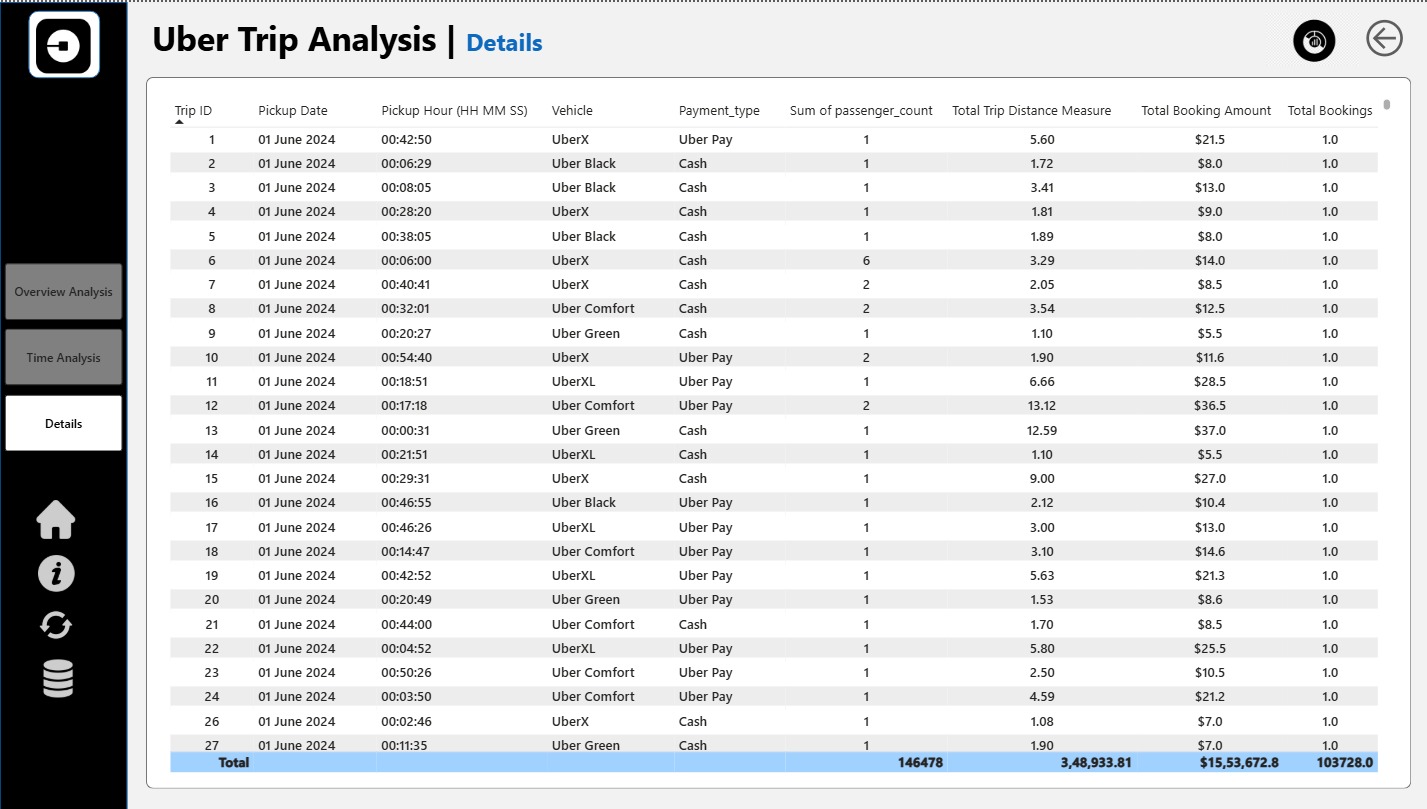 Uber Trip Analysis | Details
Overview Analysis
Time Analysis
Details
Trip ID Pickup Date Pickup Hour (HH MM SS) Vehicle Payment_type Sum of passenger_count Total Trip Distance Measure Total Booking Amount Total Bookings
1 01 June 2024 00:42:50 UberX Uber Pay 1 5.60 $21.5 1.0
2 01 June 2024 00:06:29 Uber Black Cash 1 1.72 $8.0 1.0
3 01 June 2024 00:08:05 Uber Black Cash 1 3.41 $13.0 1.0
4 01 June 2024 00:28:20 UberX Cash 1 1.81 $9.0 1.0
5 01 June 2024 00:38:05 Uber Black Cash 1 1.89 $8.0 1.0
6 01 June 2024 00:06:00 UberX Cash 6 3.29 $14.0 1.0
7 01 June 2024 00:40:41 UberX Cash 2 2.05 $8.5 1.0
8 01 June 2024 00:32:01 Uber Comfort Cash 2 3.54 $12.5 1.0
9 01 June 2024 00:20:27 Uber Green Cash 1 1.10 $5.5 1.0
10 01 June 2024 00:54:40 UberX Uber Pay 2 1.90 $11.6 1.0
11 01 June 2024 00:18:51 UberXL Uber Pay 1 6.66 $28.5 1.0
12 01 June 2024 00:17:18 Uber Comfort Uber Pay 2 13.12 $36.5 1.0
13 01 June 2024 00:00:31 Uber Green Cash 1 12.59 $37.0 1.0
14 01 June 2024 00:21:51 UberXL Cash 1 1.10 $5.5 1.0
15 01 June 2024 00:29:31 UberX Cash 1 9.00 $27.0 1.0
16 01 June 2024 00:46:55 Uber Black Uber Pay 1 2.12 $10.4 1.0
17 01 June 2024 00:46:26 UberXL Uber Pay 1 3.00 $13.0 1.0
18 01 June 2024 00:14:47 Uber Comfort Uber Pay 1 3.10 $14.6 1.0
19 01 June 2024 00:42:52 UberXL Uber Pay 1 5.63 $21.3 1.0
20 01 June 2024 00:20:49 Uber Green Uber Pay 1 1.53 $8.6 1.0
21 01 June 2024 00:44:00 Uber Comfort Cash 1 1.70 $8.5 1.0
22 01 June 2024 00:04:52 UberXL Uber Pay 1 5.80 $25.5 1.0
23 01 June 2024 00:50:26 Uber Comfort Uber Pay 1 2.50 $10.5 1.0
24 01 June 2024 00:03:50 Uber Comfort Uber Pay 1 4.59 $21.2 1.0
26 01 June 2024 00:02:46 UberX Cash 1 1.08 $7.0 1.0
27 01 June 2024 00:11:35 Uber Green Cash 1 1.90 $7.0 1.0
Total 146478 3,48,933.81 $15,53,672.8 103728.0